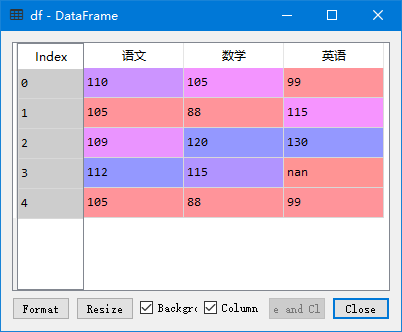 df - DataFrame
Index 语文 数学 英语
0 110 105 99
1 105 88 115
2 109 120 130
3 112 115 nan
4 105 88 99
Format Resize Backgr Column e and Cl Close